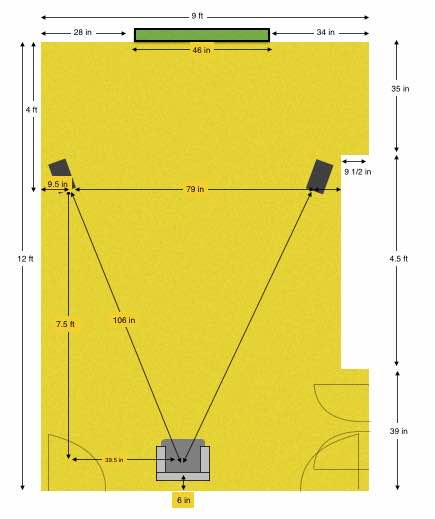 9 ft
28 in
34 in
46 in
4 ft
35 in
9 1/2 in
9.5 in
79 in
12 ft
4.5 ft
106 in
7.5 ft
39 in
39.5 in
6 in